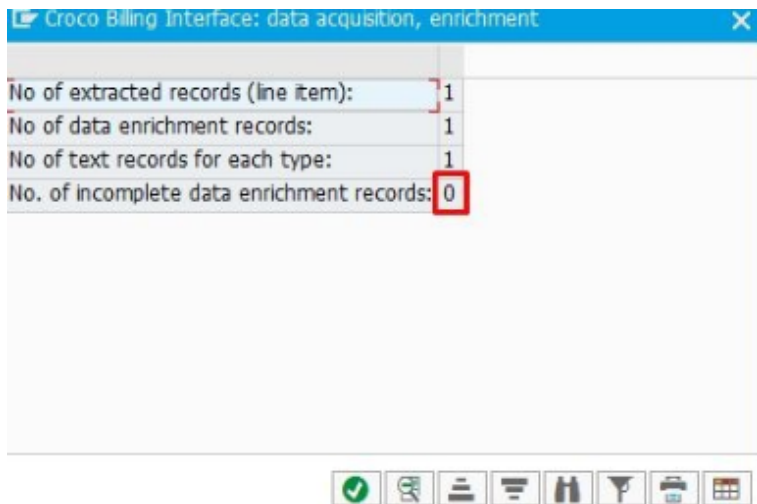 Croco Billing Interface: data acquisition, enrichment
No of extracted records (line item): 1
No of data enrichment records: 1
No of text records for each type: 1
No. of incomplete data enrichment records: 0